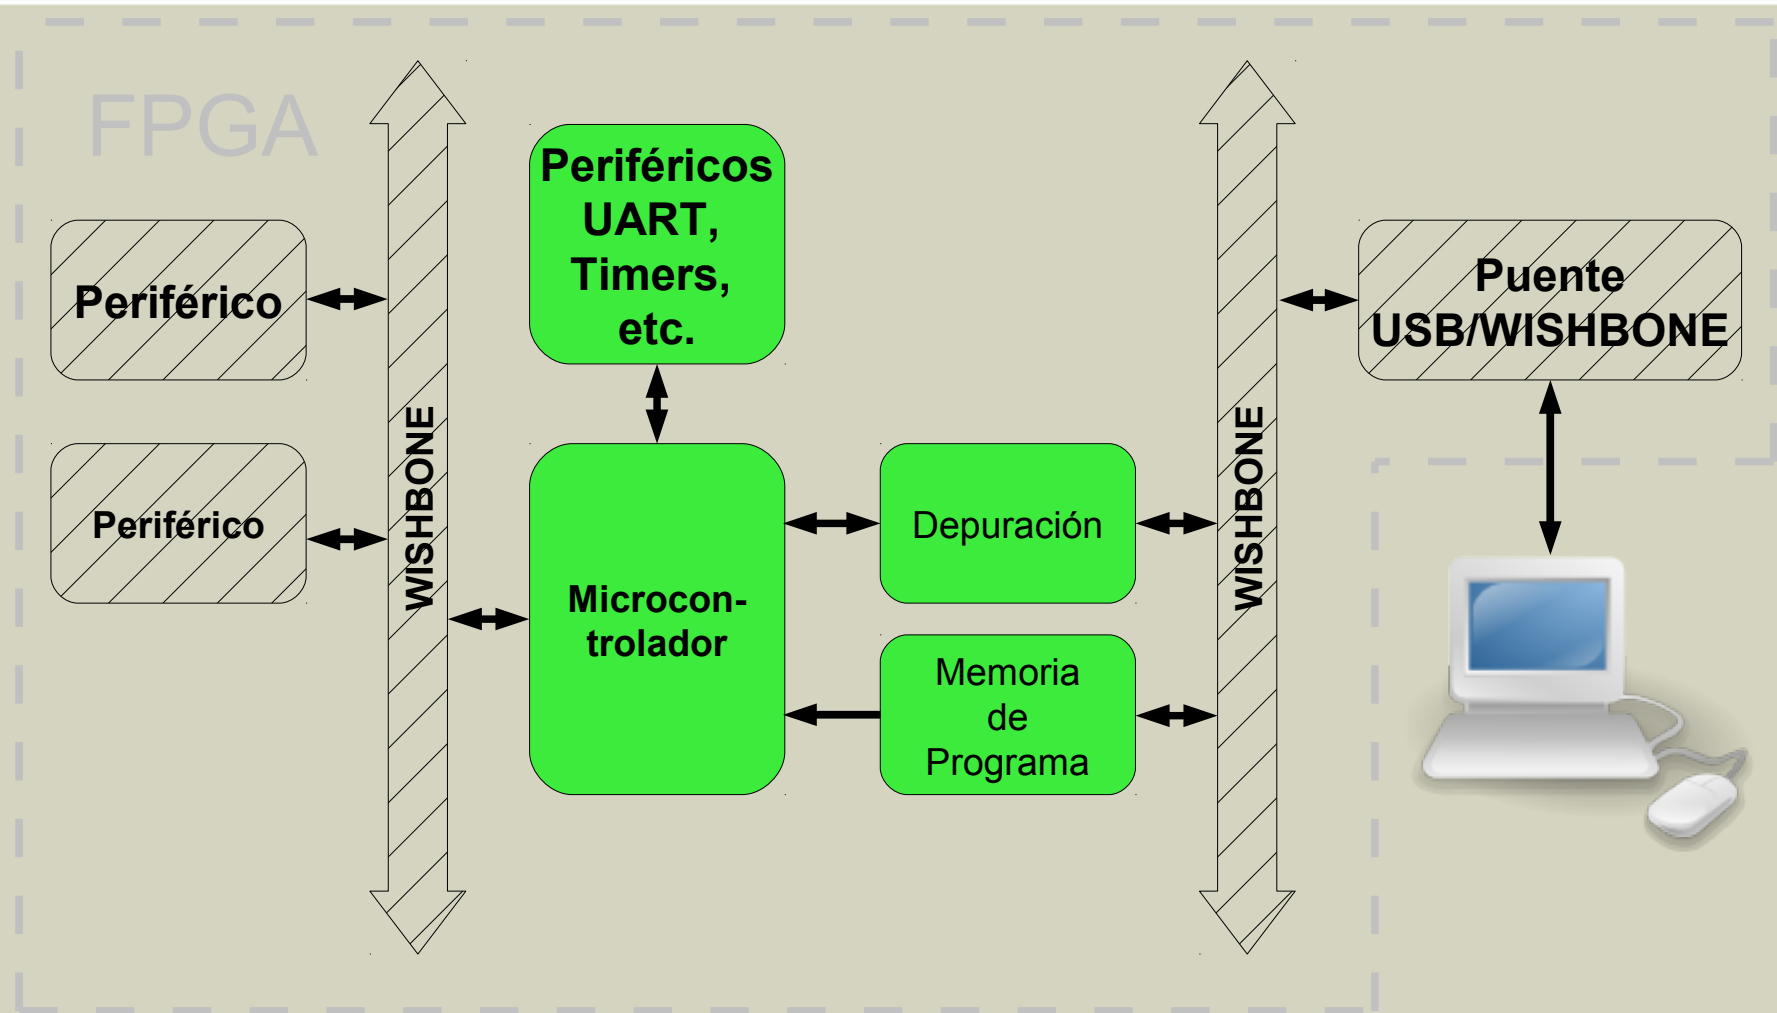 FPGA
Periféricos
UART,
Timers,
etc.
Periférico
Puente
USB/WISHBONE
Periférico
WISHBONE
Microcon-
trolador
Depuración
WISHBONE
Memoria
de
Programa